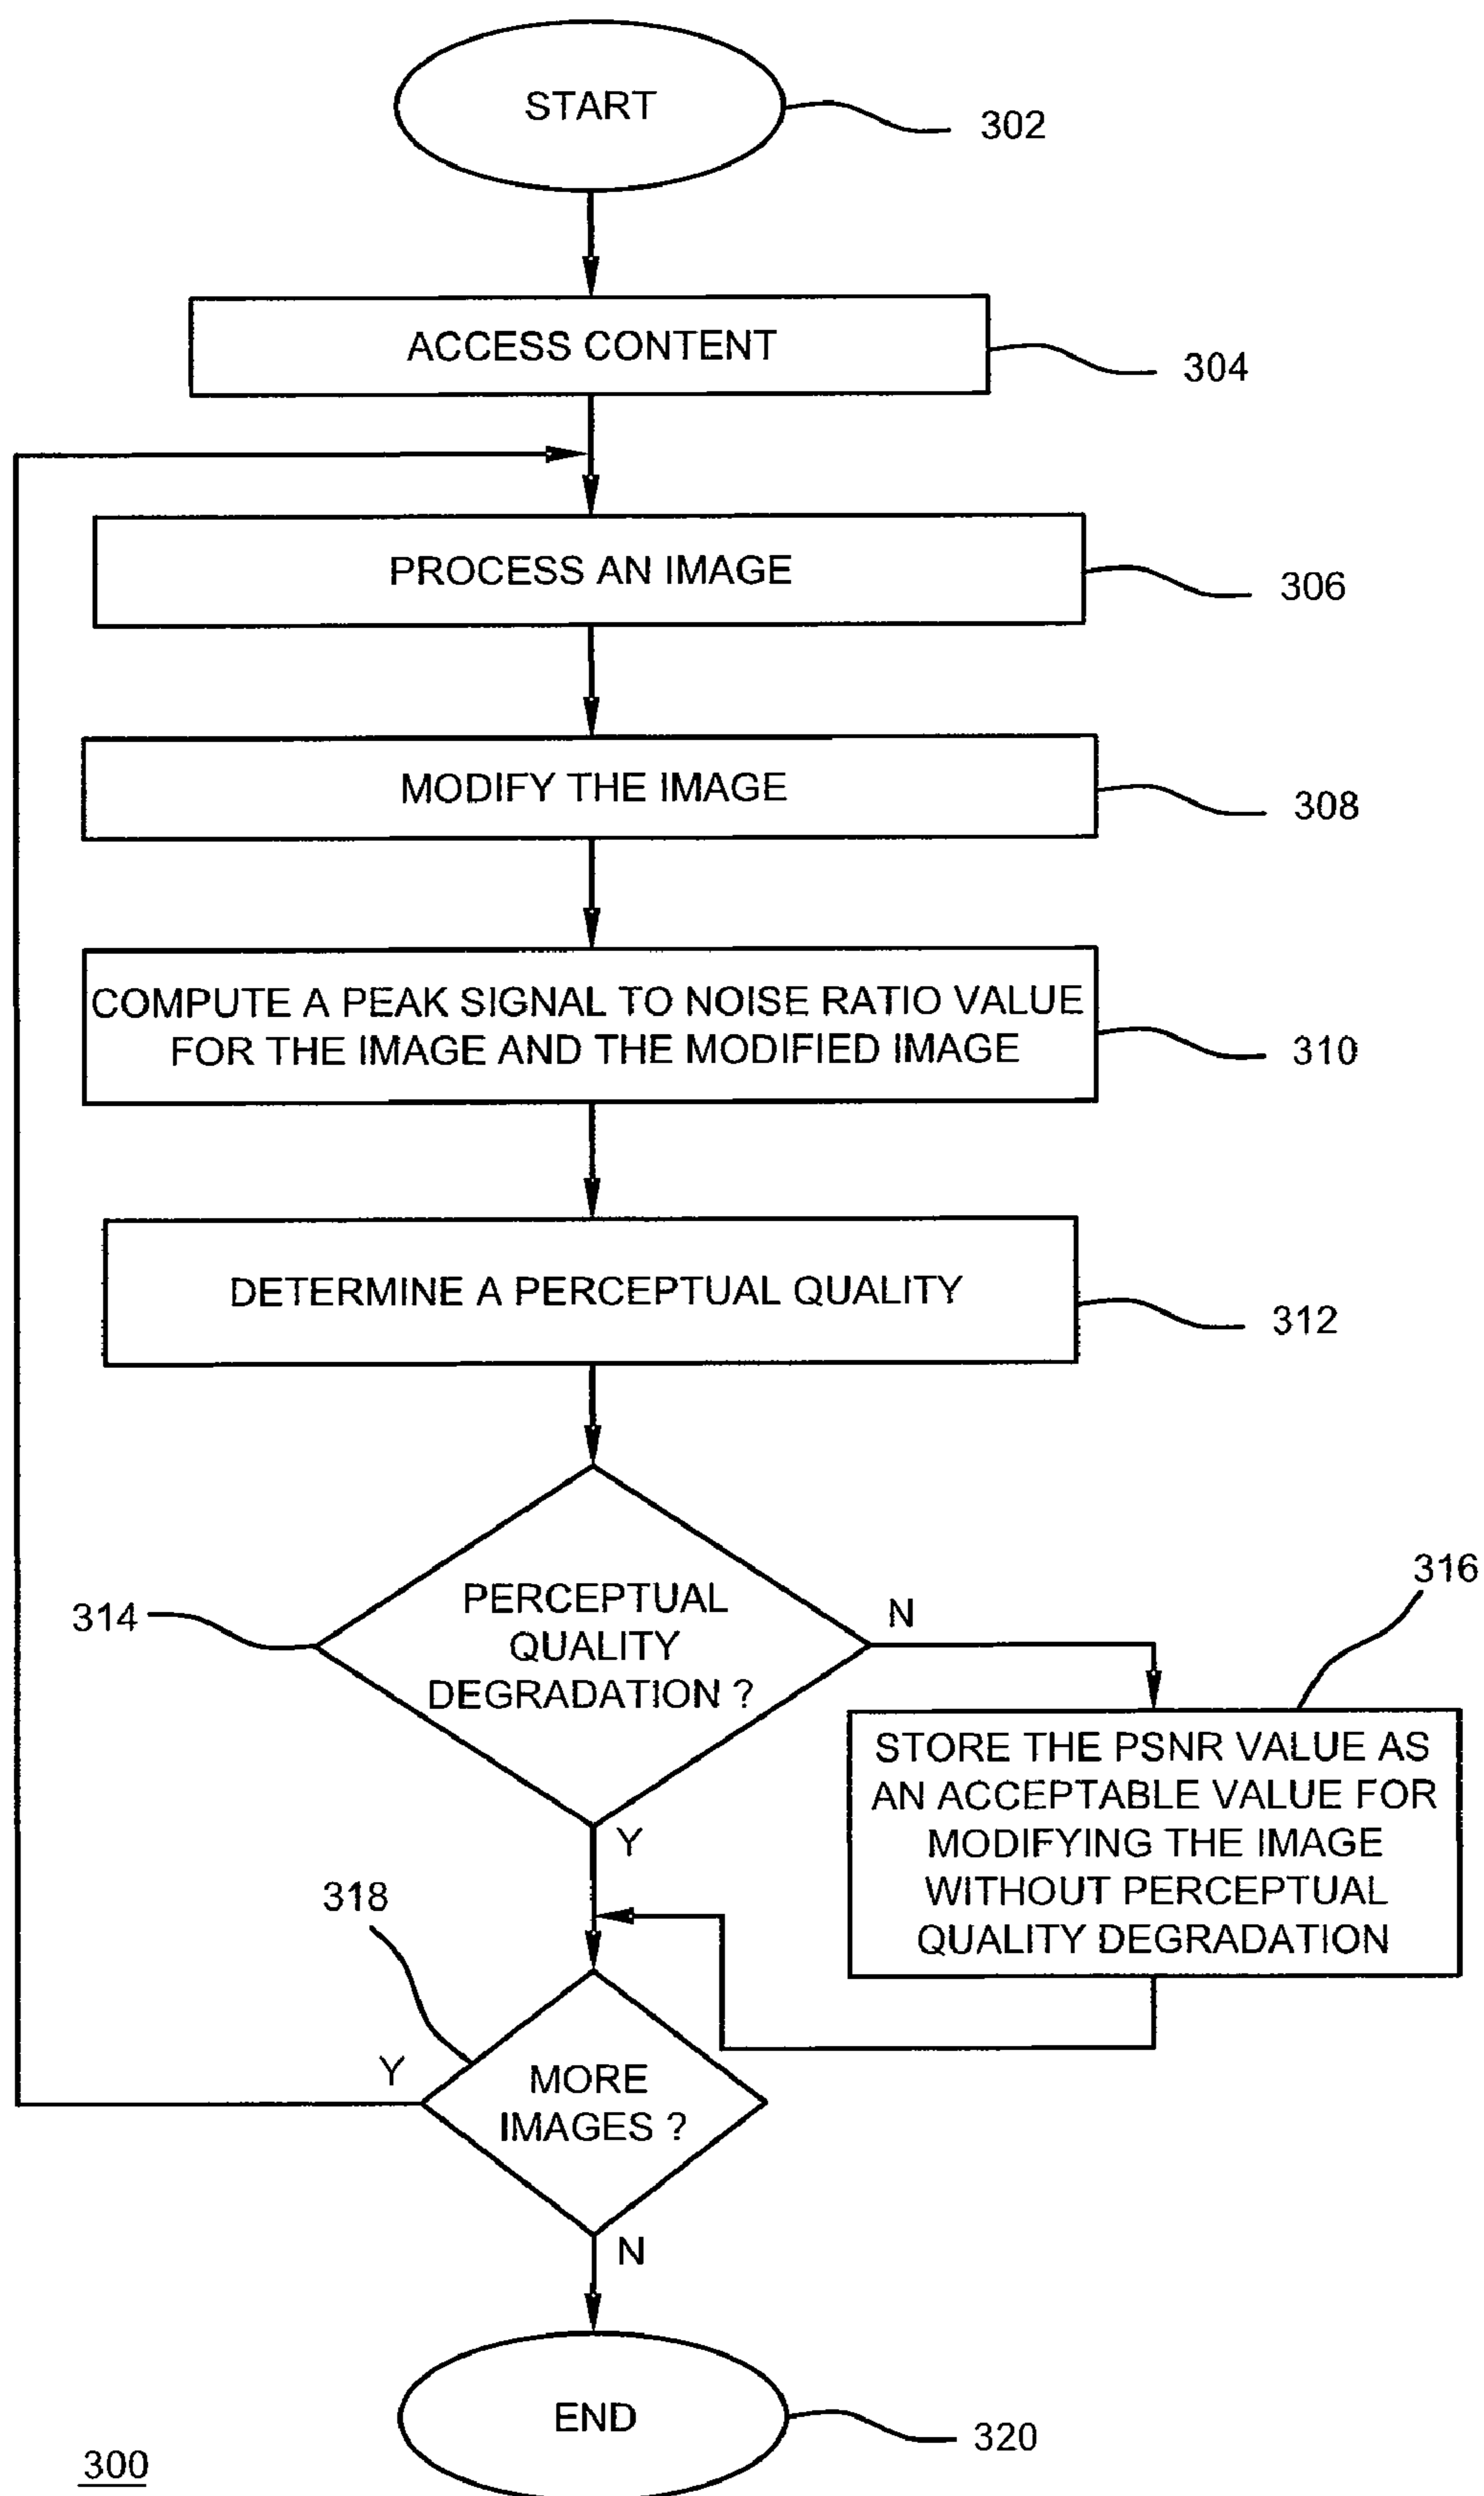 START
302
ACCESS CONTENT
304
PROCESS AN IMAGE
306
MODIFY THE IMAGE
308
COMPUTE A PEAK SIGNAL TO NOISE RATIO VALUE
FOR THE IMAGE AND THE MODIFIED IMAGE
310
DETERMINE A PERCEPTUAL QUALITY
312
314
PERCEPTUAL
QUALITY
DEGRADATION ?
N
Y
316
STORE THE PSNR VALUE AS
AN ACCEPTABLE VALUE FOR
MODIFYING THE IMAGE
WITHOUT PERCEPTUAL
QUALITY DEGRADATION
318
Y
MORE
IMAGES ?
N
END
320
300